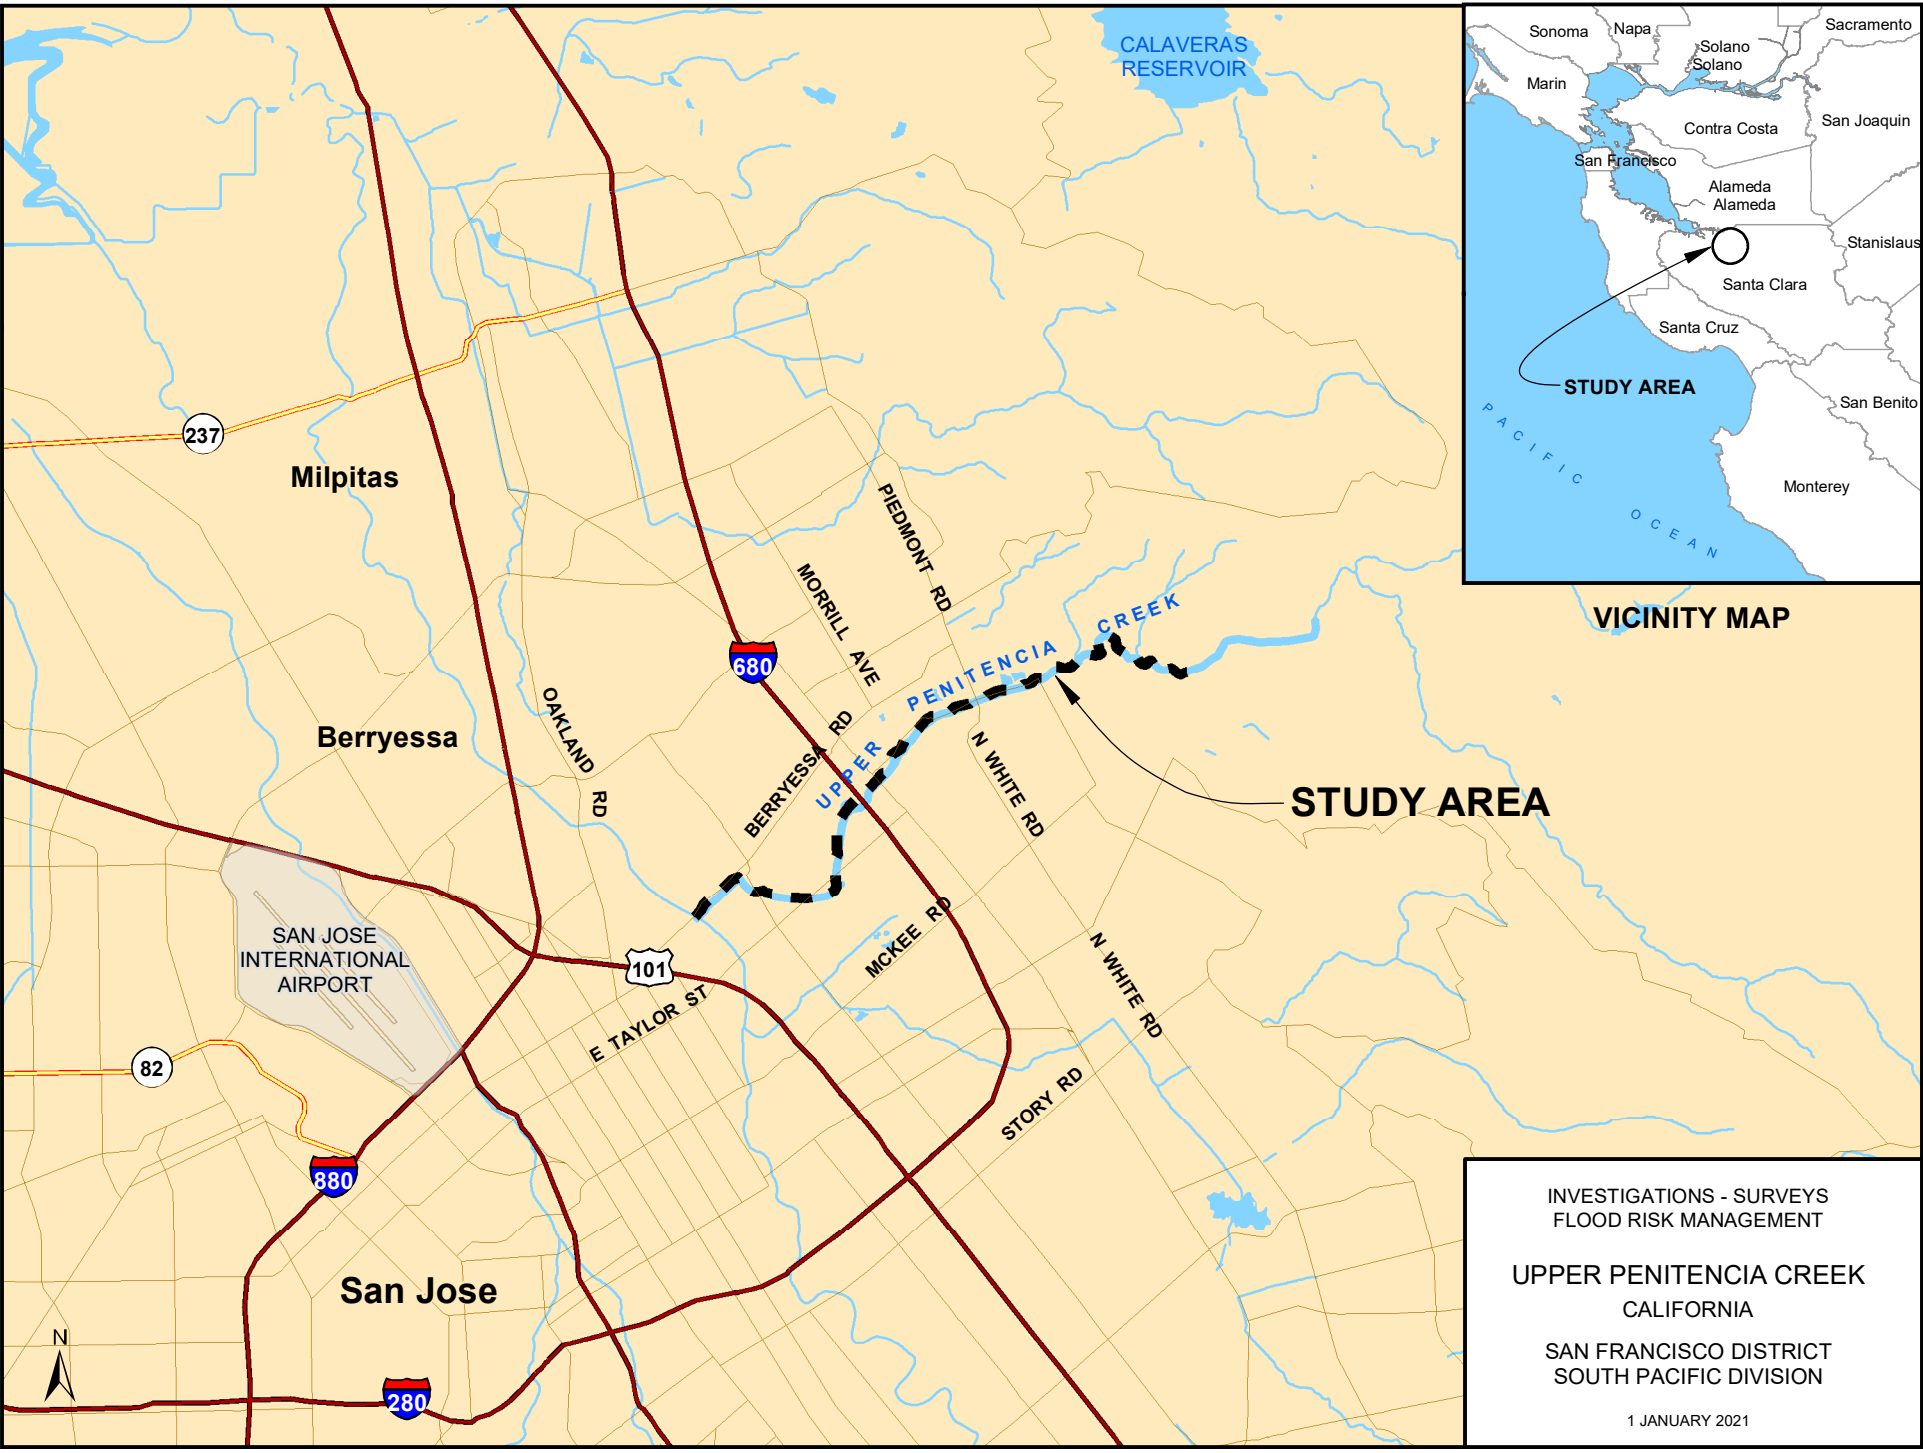 CALAVERAS
RESERVOIR
237
Milpitas
PIEDMONT RD
MORRILL AVE
680
UPPER PENITENCIA CREEK
OAKLAND RD
Berryessa
BERRYESSA RD
N WHITE RD
STUDY AREA
SAN JOSE
INTERNATIONAL
AIRPORT
101
MCKEE RD
N WHITE RD
E TAYLOR ST
82
STORY RD
880
San Jose
N
280
Sonoma
Napa
Sacramento
Solano
Solano
Marin
Contra Costa
San Joaquin
San Francisco
Alameda
Alameda
Stanislaus
Santa Clara
Santa Cruz
STUDY AREA
San Benito
PACIFIC OCEAN
Monterey
VICINITY MAP
INVESTIGATIONS - SURVEYS
FLOOD RISK MANAGEMENT
UPPER PENITENCIA CREEK
CALIFORNIA
SAN FRANCISCO DISTRICT
SOUTH PACIFIC DIVISION
1 JANUARY 2021